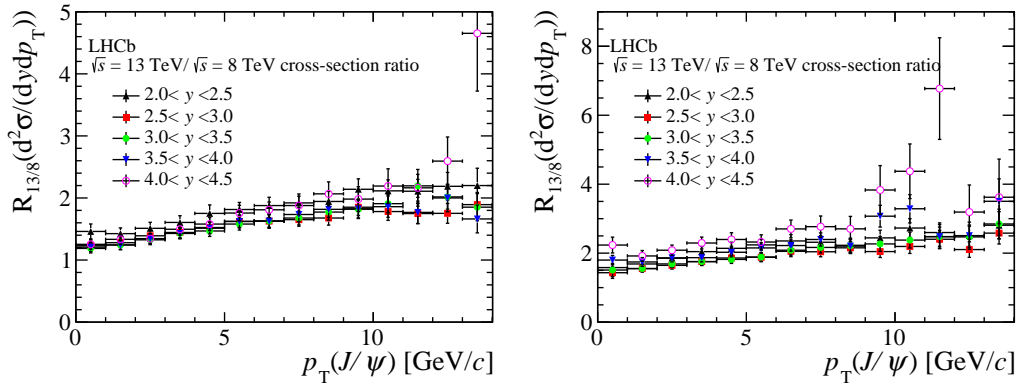 R13/8(d²σ/(dydpT))
5
4
3
2
1
0
LHCb
√s = 13 TeV/ √s = 8 TeV cross-section ratio
2.0< y <2.5
2.5< y <3.0
3.0< y <3.5
3.5< y <4.0
4.0< y <4.5
0 5 10
pT(J/ψ) [GeV/c]
R13/8(d²σ/(dydpT))
8
6
4
2
0
LHCb
√s = 13 TeV/ √s = 8 TeV cross-section ratio
2.0< y <2.5
2.5< y <3.0
3.0< y <3.5
3.5< y <4.0
4.0< y <4.5
0 5 10
pT(J/ψ) [GeV/c]